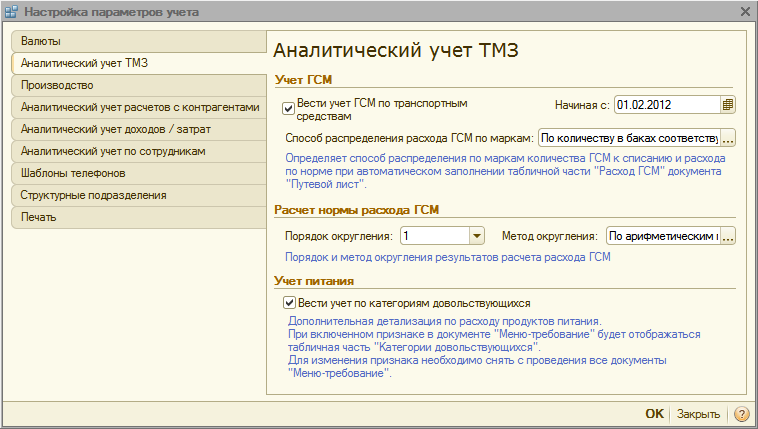 Настройка параметров учета
Валюты
Аналитический учет ТМЗ
Производство
Аналитический учет расчетов с контрагентами
Аналитический учет доходов / затрат
Аналитический учет по сотрудникам
Шаблоны телефонов
Структурные подразделения
Печать
Аналитический учет ТМЗ
Учет ГСМ
Вести учет ГСМ по транспортным
средствам
Начиная с: 01.02.2012
Способ распределения расхода ГСМ по маркам: По количеству в баках соответству ...
Определяет способ распределения по маркам количества ГСМ к списанию и расхода
по норме при автоматическом заполнении табличной части "Расход ГСМ" документа
"Путевой лист".
Расчет нормы расхода ГСМ
Порядок округления: 1 Метод округления: По арифметическим ...
Порядок и метод округления результатов расчета расхода ГСМ
Учет питания
Вести учет по категориям довольствующихся
Дополнительная детализация по расходу продуктов питания.
При включенном признаке в документе "Меню-требование" будет отображаться
табличная часть "Категории довольствующихся".
Для изменения признака необходимо снять с проведения все документы
"Меню-требование".
OK Закрыть ?